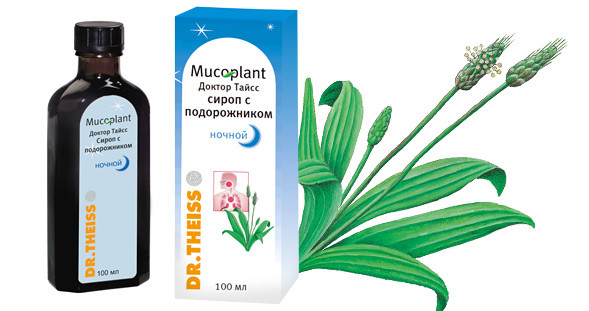 Mucoplant
Доктор Тайсс
Сироп с
подорожником
ночной
DR.THEISS
100 мл
Mucoplant
Доктор Тайсс
сироп с
подорожником
ночной
DR.THEISS
100 мл